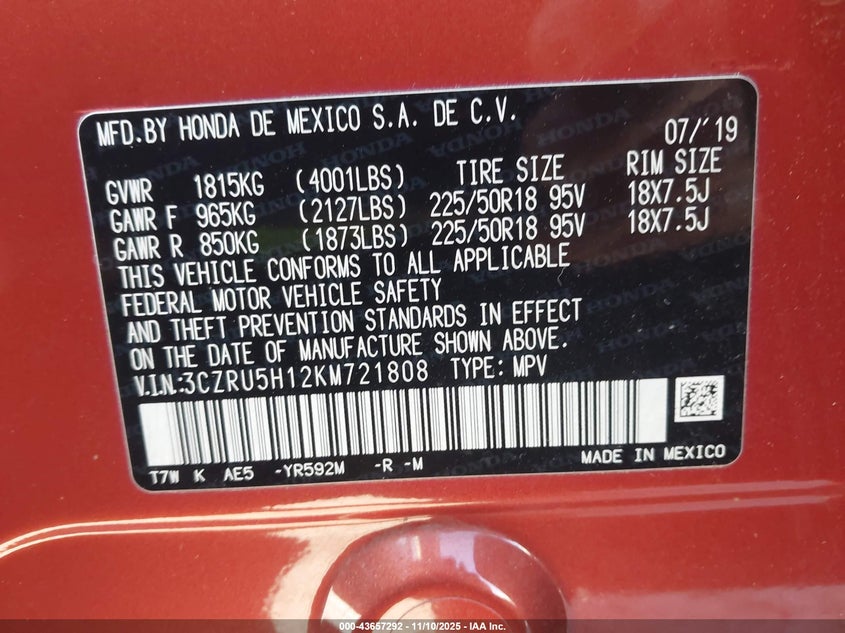 MFD.BY HONDA DE MEXICO S.A. DE C.V.
07/'19
GVWR 1815KG (4001LBS) TIRE SIZE RIM SIZE
GAWR F 965KG (2127LBS) 225/50R18 95V 18X7.5J
GAWR R 850KG (1873LBS) 225/50R18 95V 18X7.5J
THIS VEHICLE CONFORMS TO ALL APPLICABLE
FEDERAL MOTOR VEHICLE SAFETY
AND THEFT PREVENTION STANDARDS IN EFFECT
ON THE DATE OF MANUFACTURE SHOWN ABOVE.
V.I.N.:3CZRU5H12KM721808 TYPE: MPV
T7W K AE5 -YR592M -R -M MADE IN MEXICO
000-43657292 - 11/10/2025 - IAA Inc.